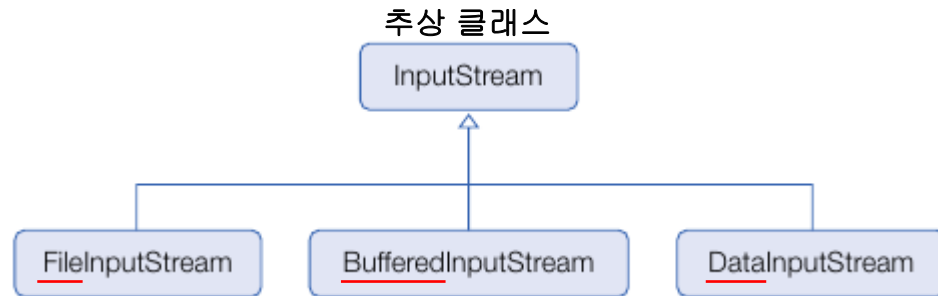 추상 클래스
InputStream
FileInputStream BufferedInputStream DataInputStream